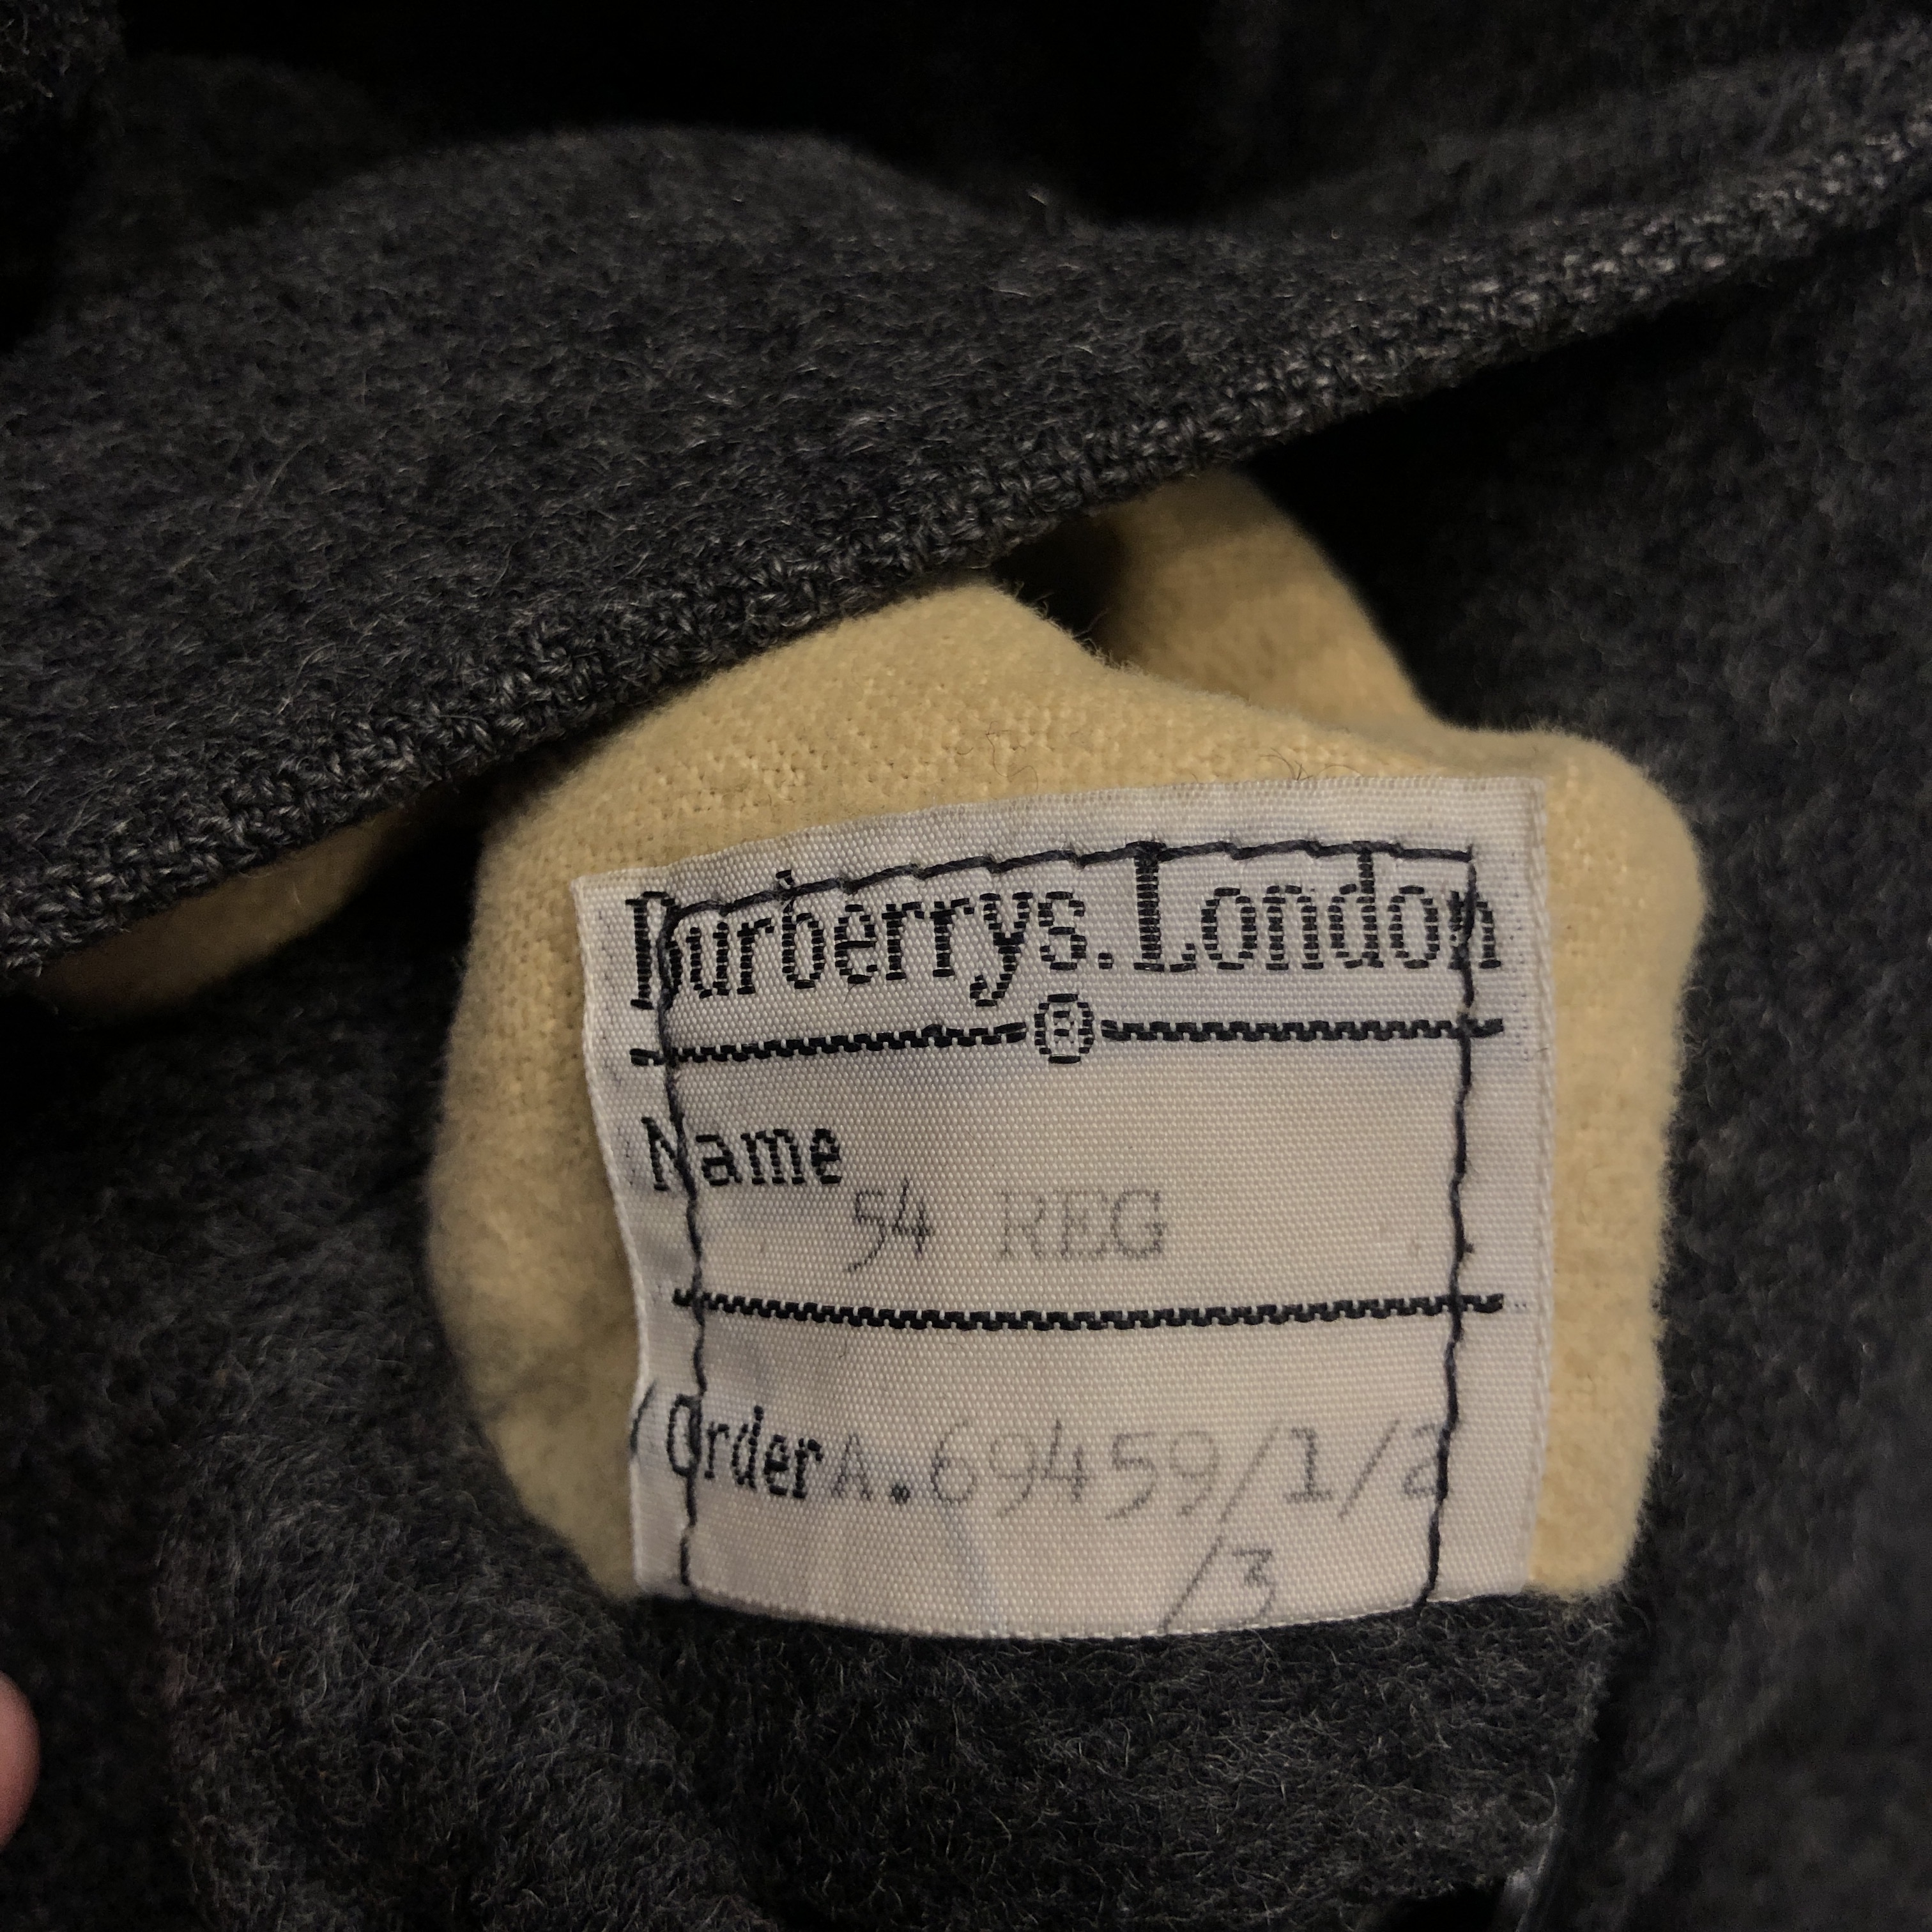 Burberrys. London
®
Name
54 REG
Order A.69459/1/2
/3